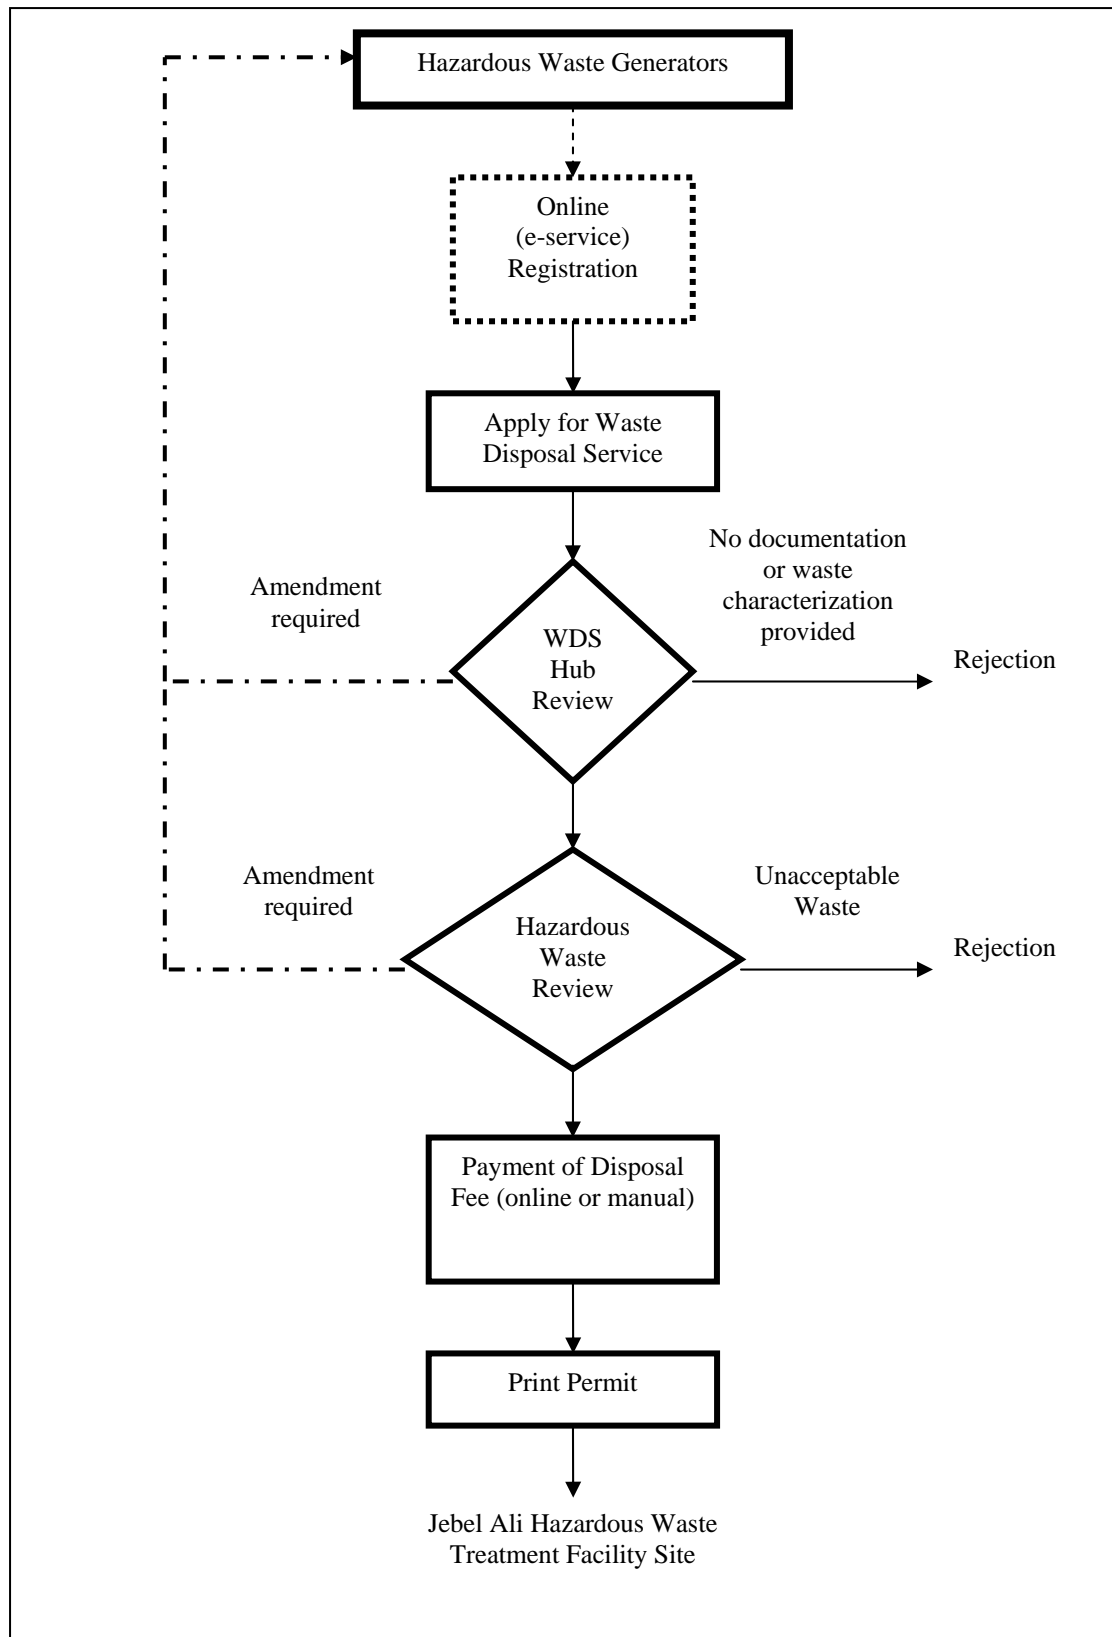 Hazardous Waste Generators
Online
(e-service)
Registration
Apply for Waste
Disposal Service
No documentation
or waste
characterization
provided
Amendment
required
WDS
Hub
Review
Rejection
Amendment
required
Unacceptable
Waste
Hazardous
Waste
Review
Rejection
Payment of Disposal
Fee (online or manual)
Print Permit
Jebel Ali Hazardous Waste
Treatment Facility Site